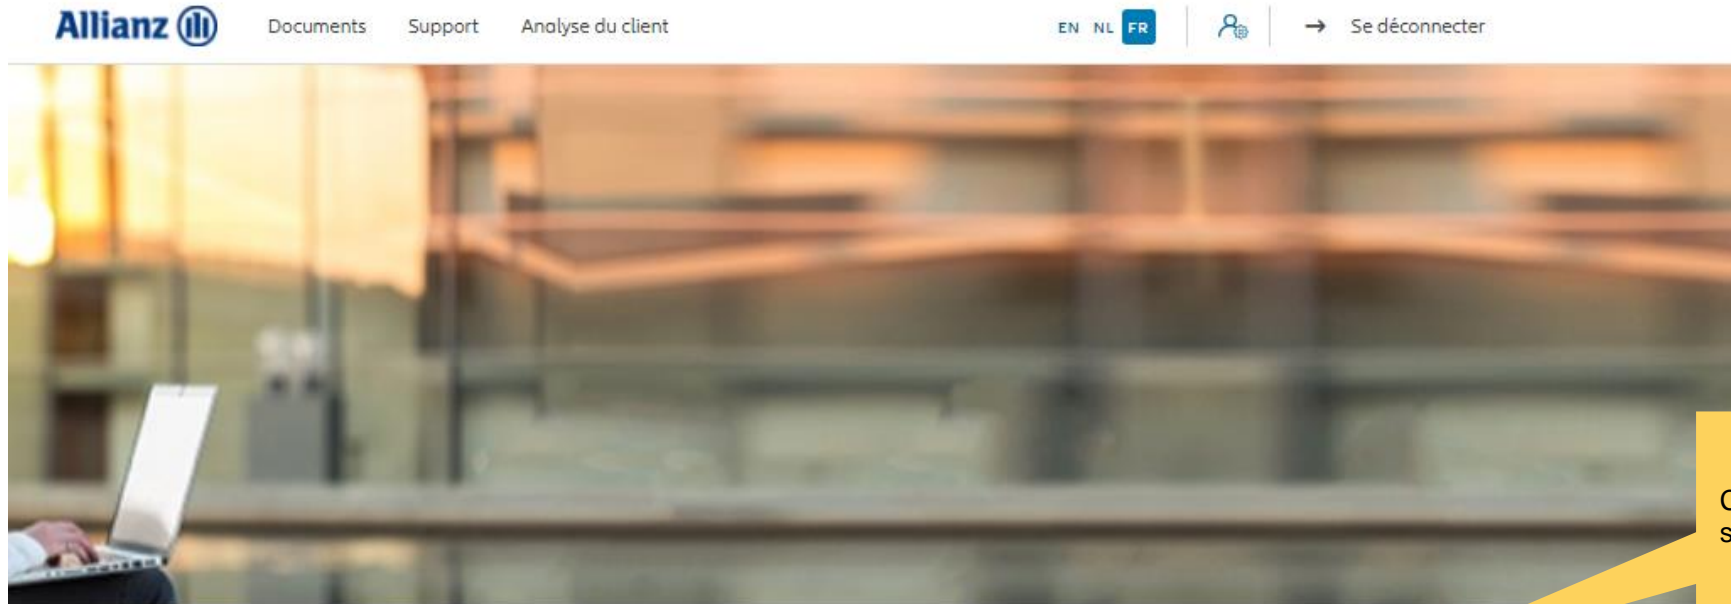 Allianz Documents Support Analyse du client EN NL FR → Se déconnecter